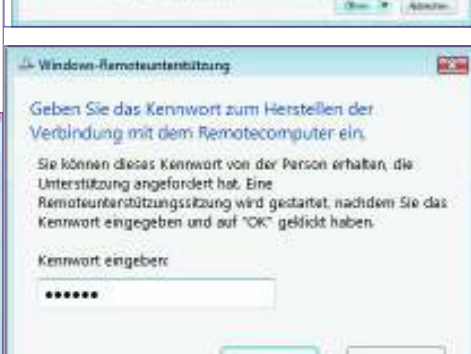 Öffnen Abbrechen
Windows-Remoteunterstützung
Geben Sie das Kennwort zum Herstellen der
Verbindung mit dem Remotecomputer ein.
Sie können dieses Kennwort von der Person erhalten, die
Unterstützung angefordert hat. Eine
Remoteunterstützungssitzung wird gestartet, nachdem Sie das
Kennwort eingegeben und auf "OK" geklickt haben.
Kennwort eingeben:
●●●●●●